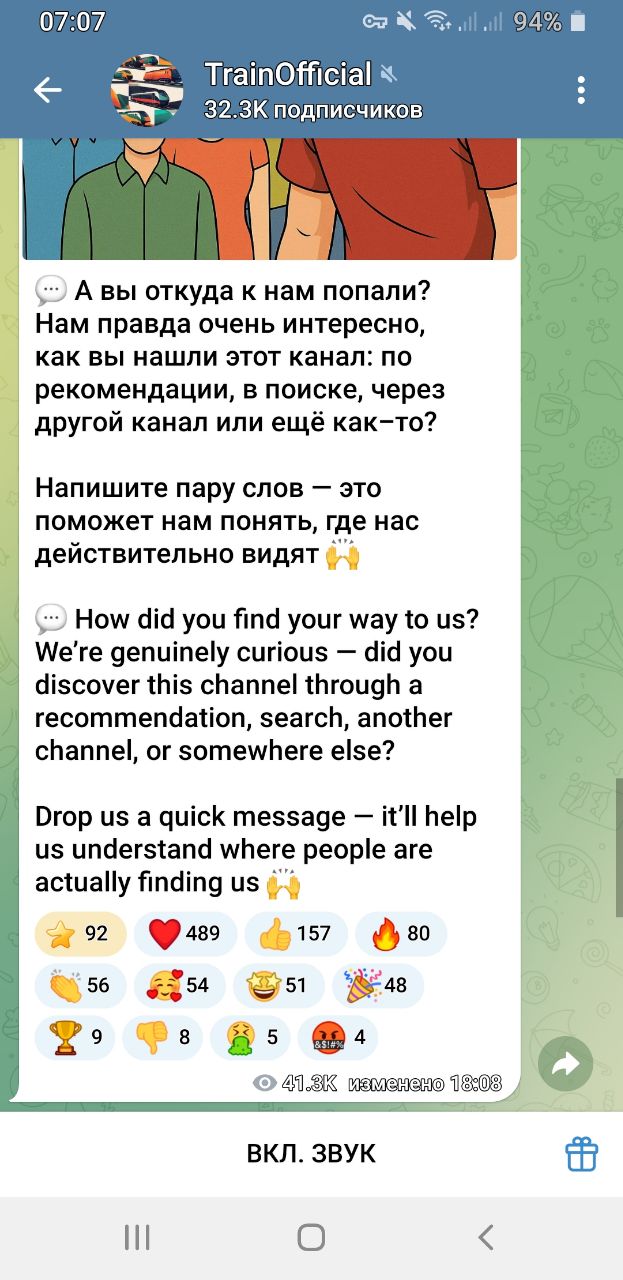 07:07
94%
TrainOfficial
32.3K подписчиков
💬 А вы откуда к нам попали?
Нам правда очень интересно,
как вы нашли этот канал: по
рекомендации, в поиске, через
другой канал или ещё как–то?
Напишите пару слов — это
поможет нам понять, где нас
действительно видят 🙌
💬 How did you find your way to us?
We’re genuinely curious — did you
discover this channel through a
recommendation, search, another
channel, or somewhere else?
Drop us a quick message — it’ll help
us understand where people are
actually finding us 🙌
⭐ 92 ❤️ 489 👍 157 🔥 80
👏 56 🥰 54 🤩 51 🎉 48
🏆 9 👎 8 🤮 5 🤬 4
41.3K изменено 18:08
ВКЛ. ЗВУК